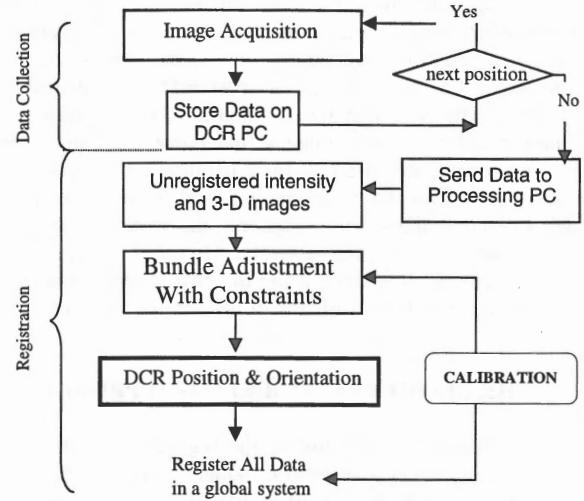 Yes
Image Acquisition
next position
No
Data Collection
Store Data on
DCR PC
Send Data to
Processing PC
Unregistered intensity
and 3-D images
Bundle Adjustment
With Constraints
Registration
DCR Position & Orientation
CALIBRATION
Register All Data
in a global system